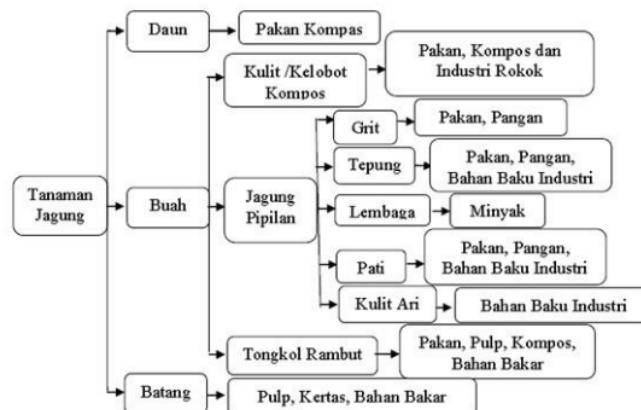 Daun
Pakan Kompas
Kulit /Kelobot
Kompos
Pakan, Kompos dan
Industri Rokok
Grit
Pakan, Pangan
Tepung
Pakan, Pangan,
Bahan Baku Industri
Tanaman
Jagung
Buah
Jagung
Pipilan
Lembaga
Minyak
Pati
Pakan, Pangan,
Bahan Baku Industri
Kulit Ari
Bahan Baku Industri
Tongkol Rambut
Pakan, Pulp, Kompos,
Bahan Bakar
Batang
Pulp, Kertas, Bahan Bakar